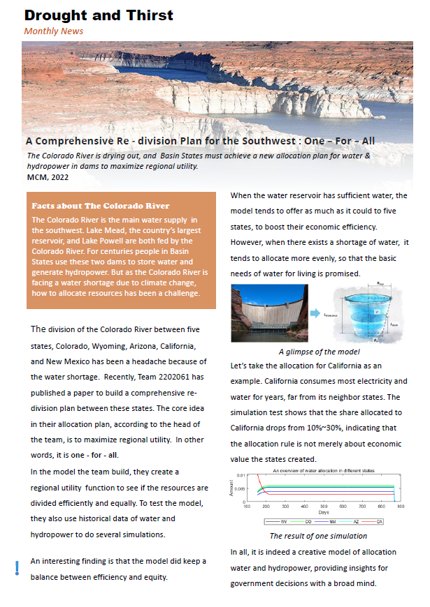 Drought and Thirst
Monthly News
A Comprehensive Re - division Plan for the Southwest : One – For – All
The Colorado River is drying out, and Basin States must achieve a new allocation plan for water &
hydropower in dams to maximize regional utility.
MCM, 2022
Facts about The Colorado River
The Colorado River is the main water supply in
the southwest. Lake Mead, the country's largest
reservoir, and Lake Powell are both fed by the
Colorado River. For centuries people in Basin
States use these two dams to store water and
generate hydropower. But as the Colorado River is
facing a water shortage due to climate change,
how to allocate resources has been a challenge.
The division of the Colorado River between five
states, Colorado, Wyoming, Arizona, California,
and New Mexico has been a headache because of
the water shortage. Recently, Team 2202061 has
published a paper to build a comprehensive re-
division plan between these states. The core idea
in their allocation plan, according to the head of
the team, is to maximize regional utility. In other
words, it is one - for - all.
In the model the team build, they create a
regional utility function to see if the resources are
divided efficiently and equally. To test the model,
they also use historical data of water and
hydropower to do several simulations.
!
An interesting finding is that the model did keep a
balance between efficiency and equity.
When the water reservoir has sufficient water, the
model tends to offer as much as it could to five
states, to boost their economic efficiency.
However, when there exists a shortage of water, it
tends to allocate more evenly, so that the basic
needs of water for living is promised.
A glimpse of the model
Let's take the allocation for California as an
example. California consumes most electricity and
water for years, far from its neighbor states. The
simulation test shows that the share allocated to
California drops from 10%~30%, indicating that
the allocation rule is not merely about economic
value the states created.
An overview of water allocation in different states
0.01
0.005
0
Amount
100 200 300 400 500 600 700 800 900
Days
WY CO NM AZ CA
The result of one simulation
In all, it is indeed a creative model of allocation
water and hydropower, providing insights for
government decisions with a broad mind.